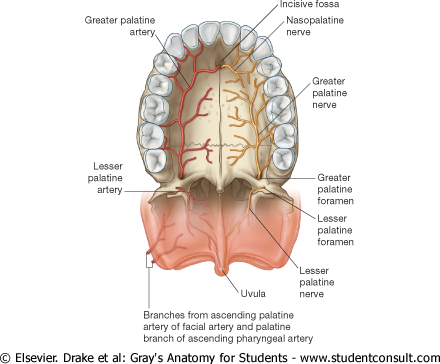 Incisive fossa
Greater palatine
artery
Nasopalatine
nerve
Greater
palatine
nerve
Lesser
palatine
artery
Greater
palatine
foramen
Lesser
palatine
foramen
Lesser
palatine
nerve
Uvula
Branches from ascending palatine
artery of facial artery and palatine
branch of ascending pharyngeal artery
© Elsevier. Drake et al: Gray's Anatomy for Students - www.studentconsult.com